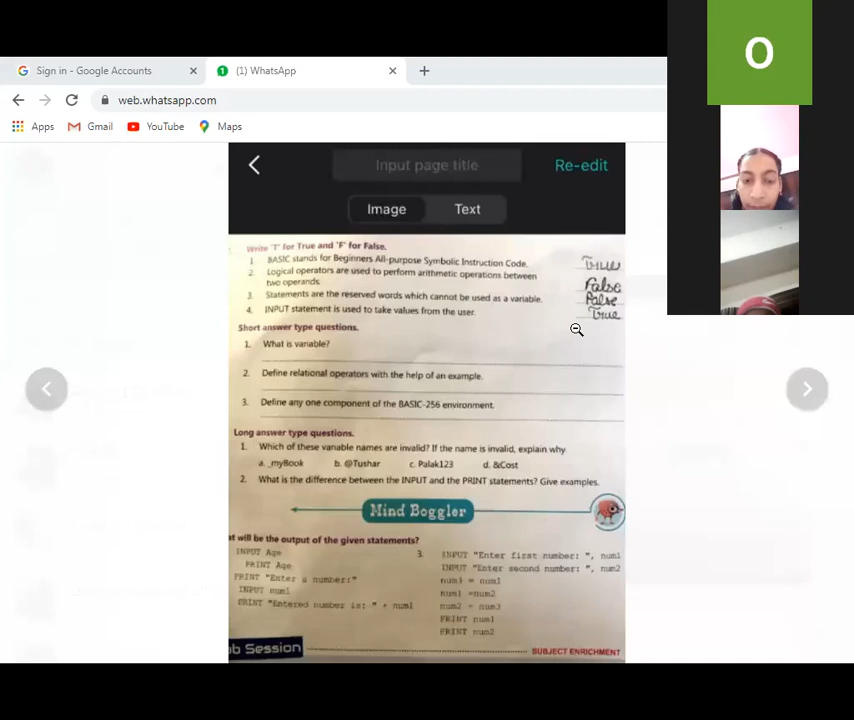 Sign in - Google Accounts
(1) WhatsApp
web.whatsapp.com
Apps Gmail YouTube Maps
O
Input page title
Re-edit
Image Text
Write 'T' for True and 'F' for False.
1. BASIC stands for Beginners All-purpose Symbolic Instruction Code. True
2. Logical operators are used to perform arithmetic operations between
two operands. False
3. Statements are the reserved words which cannot be used as a variable. False
4. INPUT statement is used to take values from the user. True
Short answer type questions.
1. What is variable?
2. Define relational operators with the help of an example.
3. Define any one component of the BASIC-256 environment.
Long answer type questions.
1. Which of these variable names are invalid? If the name is invalid, explain why
a. _myBook b. @Tushar c. Palak123 d. &Cost
2. What is the difference between the INPUT and the PRINT statements? Give examples.
Mind Boggler
at will be the output of the given statements?
INPUT Age
PRINT Age
PRINT "Enter a number:"
INPUT num1
PRINT "Entered number is: " + num1
3. INPUT "Enter first number: ", num1
INPUT "Enter second number: ", num2
num3 = num1
num1 =num2
num2 = num3
PRINT num1
PRINT num2
b Session
SUBJECT ENRICHMENT